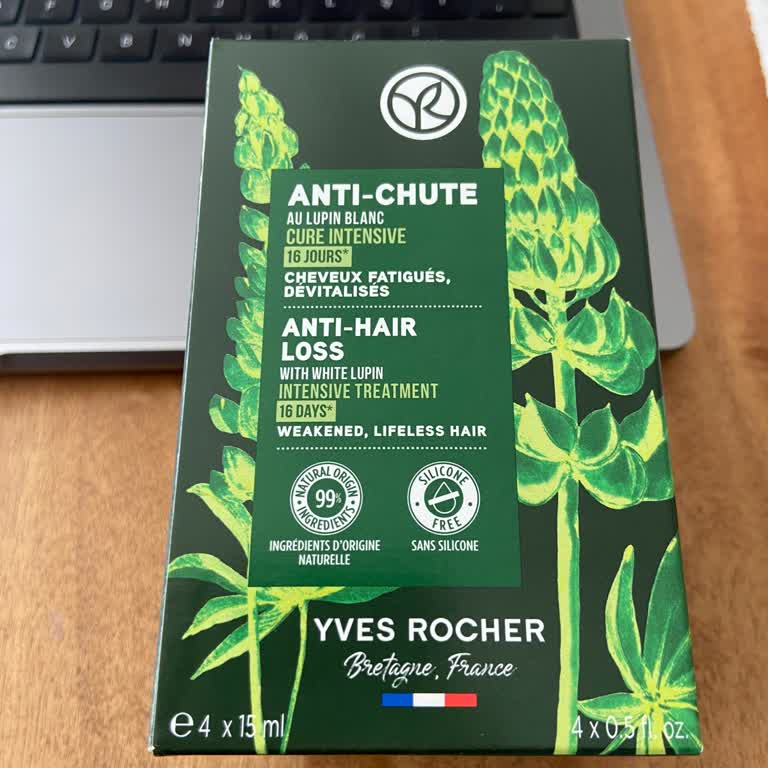 C V B N M
YR
ANTI-CHUTE
AU LUPIN BLANC
CURE INTENSIVE
16 JOURS*
CHEVEUX FATIGUÉS,
DÉVITALISÉS
ANTI-HAIR
LOSS
WITH WHITE LUPIN
INTENSIVE TREATMENT
16 DAYS*
WEAKENED, LIFELESS HAIR
NATURAL ORIGIN
99%
INGREDIENTS
INGRÉDIENTS D'ORIGINE
NATURELLE
SILICONE
FREE
SANS SILICONE
YVES ROCHER
Bretagne, France
℮ 4 x 15 ml
4 x 0.5 fl. oz.